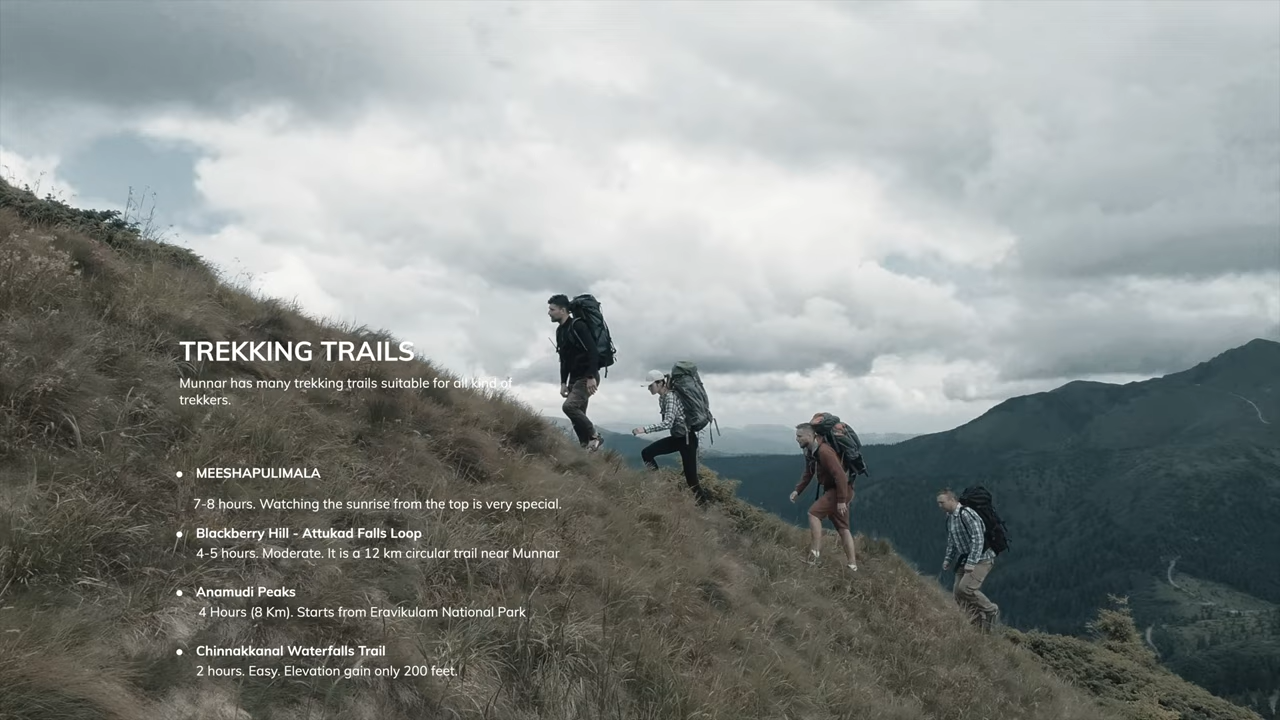 TREKKING TRAILS
Munnar has many trekking trails suitable for all kind of
trekkers.
• MEESHAPULIMALA
7-8 hours. Watching the sunrise from the top is very special.
• Blackberry Hill - Attukad Falls Loop
4-5 hours. Moderate. It is a 12 km circular trail near Munnar
• Anamudi Peaks
4 Hours (8 Km). Starts from Eravikulam National Park
• Chinnakkanal Waterfalls Trail
2 hours. Easy. Elevation gain only 200 feet.